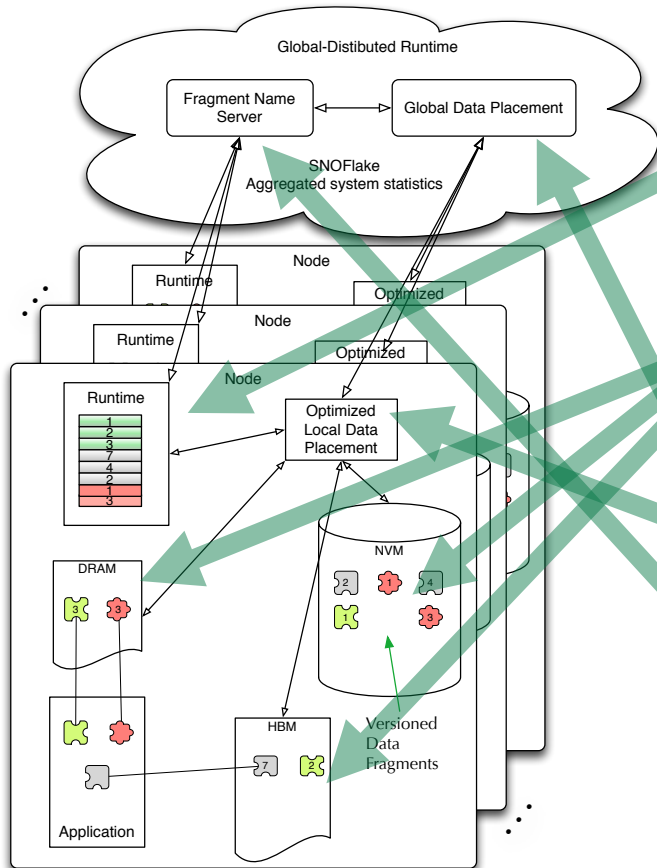 Global-Distibuted Runtime
Fragment Name
Server
Global Data Placement
SNOFlake
Aggregated system statistics
Node
Runtime
Optimized
Node
Runtime
Optimized
Node
Runtime
1
2
3
7
4
2
1
3
Optimized
Local Data
Placement
DRAM
3
3
NVM
2
1
4
1
3
Versioned
Data
Fragments
HBM
7
2
Application